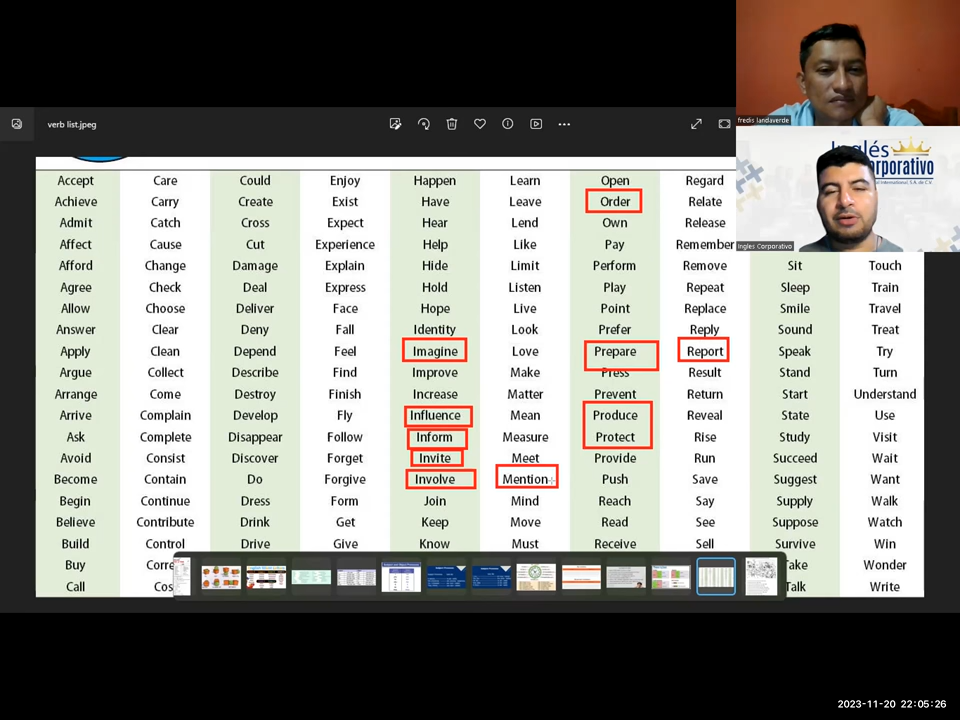 verb list.jpeg
fredis landaverde
Inglés
Corporativo
Ingles Corporativo
Accept Care Could Enjoy Happen Learn Open Regard
Achieve Carry Create Exist Have Leave Order Relate
Admit Catch Cross Expect Hear Lend Own Release
Affect Cause Cut Experience Help Like Pay Remember
Afford Change Damage Explain Hide Limit Perform Remove Sit Touch
Agree Check Deal Express Hold Listen Play Repeat Sleep Train
Allow Choose Deliver Face Hope Live Point Replace Smile Travel
Answer Clear Deny Fall Identity Look Prefer Reply Sound Treat
Apply Clean Depend Feel Imagine Love Prepare Report Speak Try
Argue Collect Describe Find Improve Make Press Result Stand Turn
Arrange Come Destroy Finish Increase Matter Prevent Return Start Understand
Arrive Complain Develop Fly Influence Mean Produce Reveal State Use
Ask Complete Disappear Follow Inform Measure Protect Rise Study Visit
Avoid Consist Discover Forget Invite Meet Provide Run Succeed Wait
Become Contain Do Forgive Involve Mention Push Save Suggest Want
Begin Continue Dress Form Join Mind Reach Say Supply Walk
Believe Contribute Drink Get Keep Move Read See Suppose Watch
Build Control Drive Give Know Must Receive Sell Survive Win
Buy Corre Take Wonder
Call Cos Talk Write
2023-11-20 22:05:26